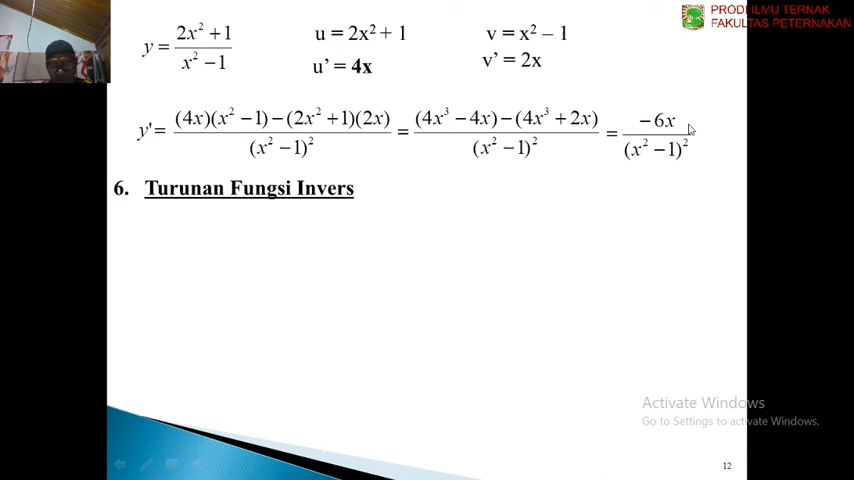 PRODI ILMU TERNAK
FAKULTAS PETERNAKAN
y = (2x² + 1)/(x² − 1)   u = 2x² + 1   v = x² – 1
u’ = 4x   v’ = 2x
y' = ((4x)(x² − 1) − (2x² + 1)(2x))/(x² − 1)² = ((4x³ − 4x) − (4x³ + 2x))/(x² − 1)² = (− 6x)/(x² − 1)²
6. Turunan Fungsi Invers
Activate Windows
Go to Settings to activate Windows.
12